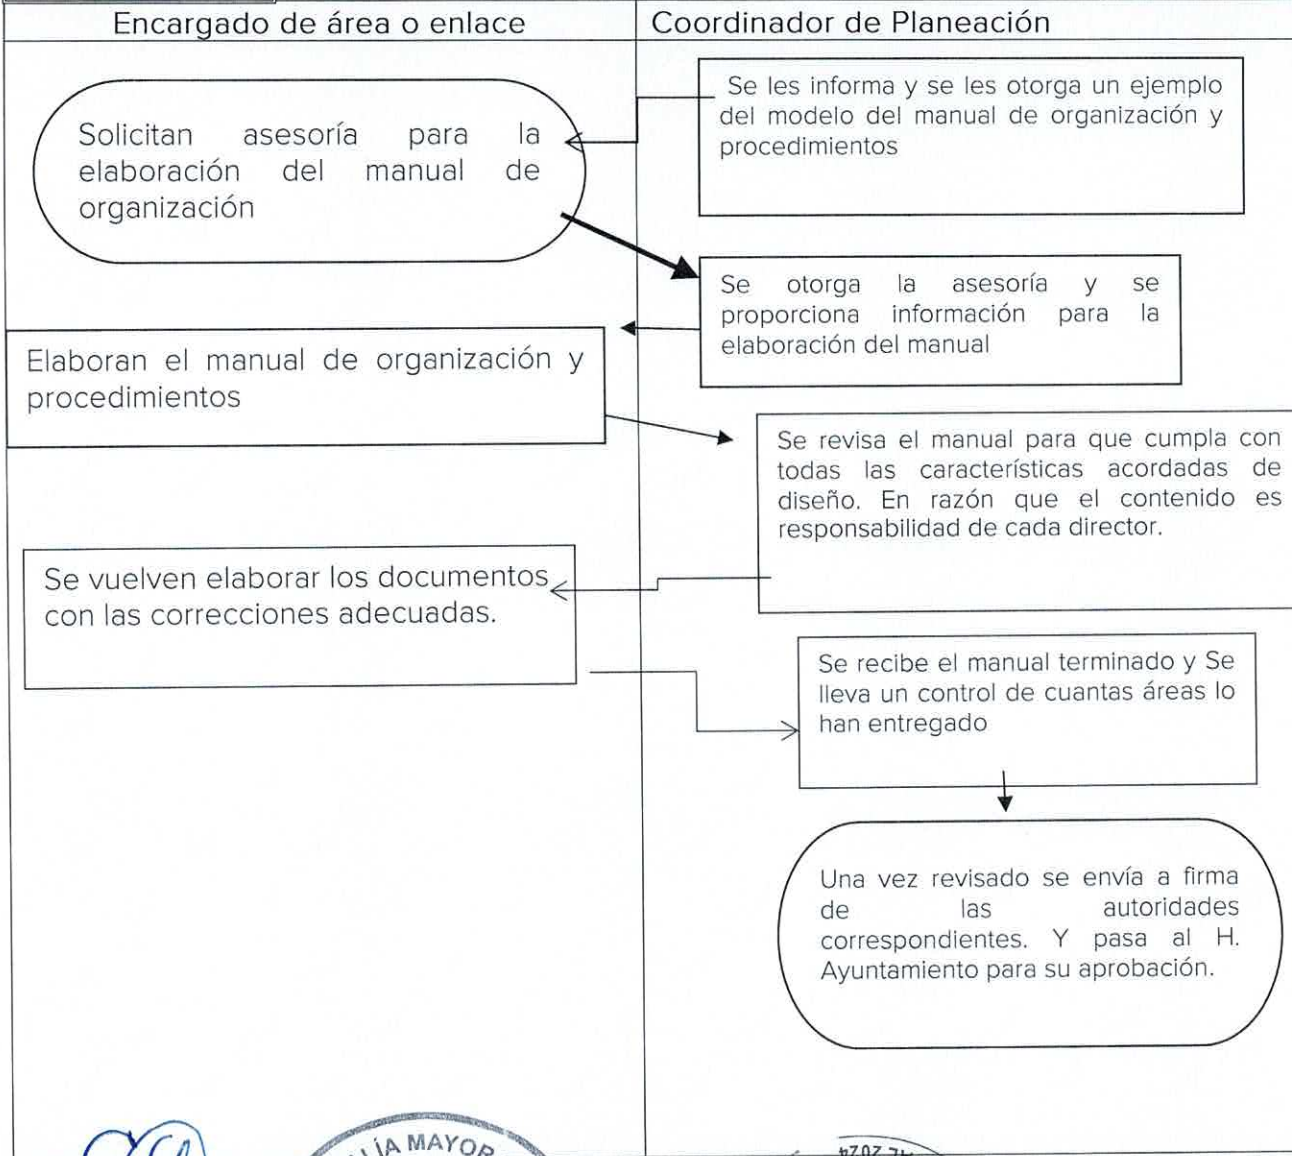 Encargado de área o enlace
Coordinador de Planeación
Se les informa y se les otorga un ejemplo
del modelo del manual de organización y
procedimientos
Solicitan asesoría para la
elaboración del manual de
organización
Se otorga la asesoría y se
proporciona información para la
elaboración del manual
Elaboran el manual de organización y
procedimientos
Se revisa el manual para que cumpla con
todas las características acordadas de
diseño. En razón que el contenido es
responsabilidad de cada director.
Se vuelven elaborar los documentos
con las correcciones adecuadas.
Se recibe el manual terminado y Se
lleva un control de cuantas áreas lo
han entregado
Una vez revisado se envía a firma
de las autoridades
correspondientes. Y pasa al H.
Ayuntamiento para su aprobación.
MAYOR
2024